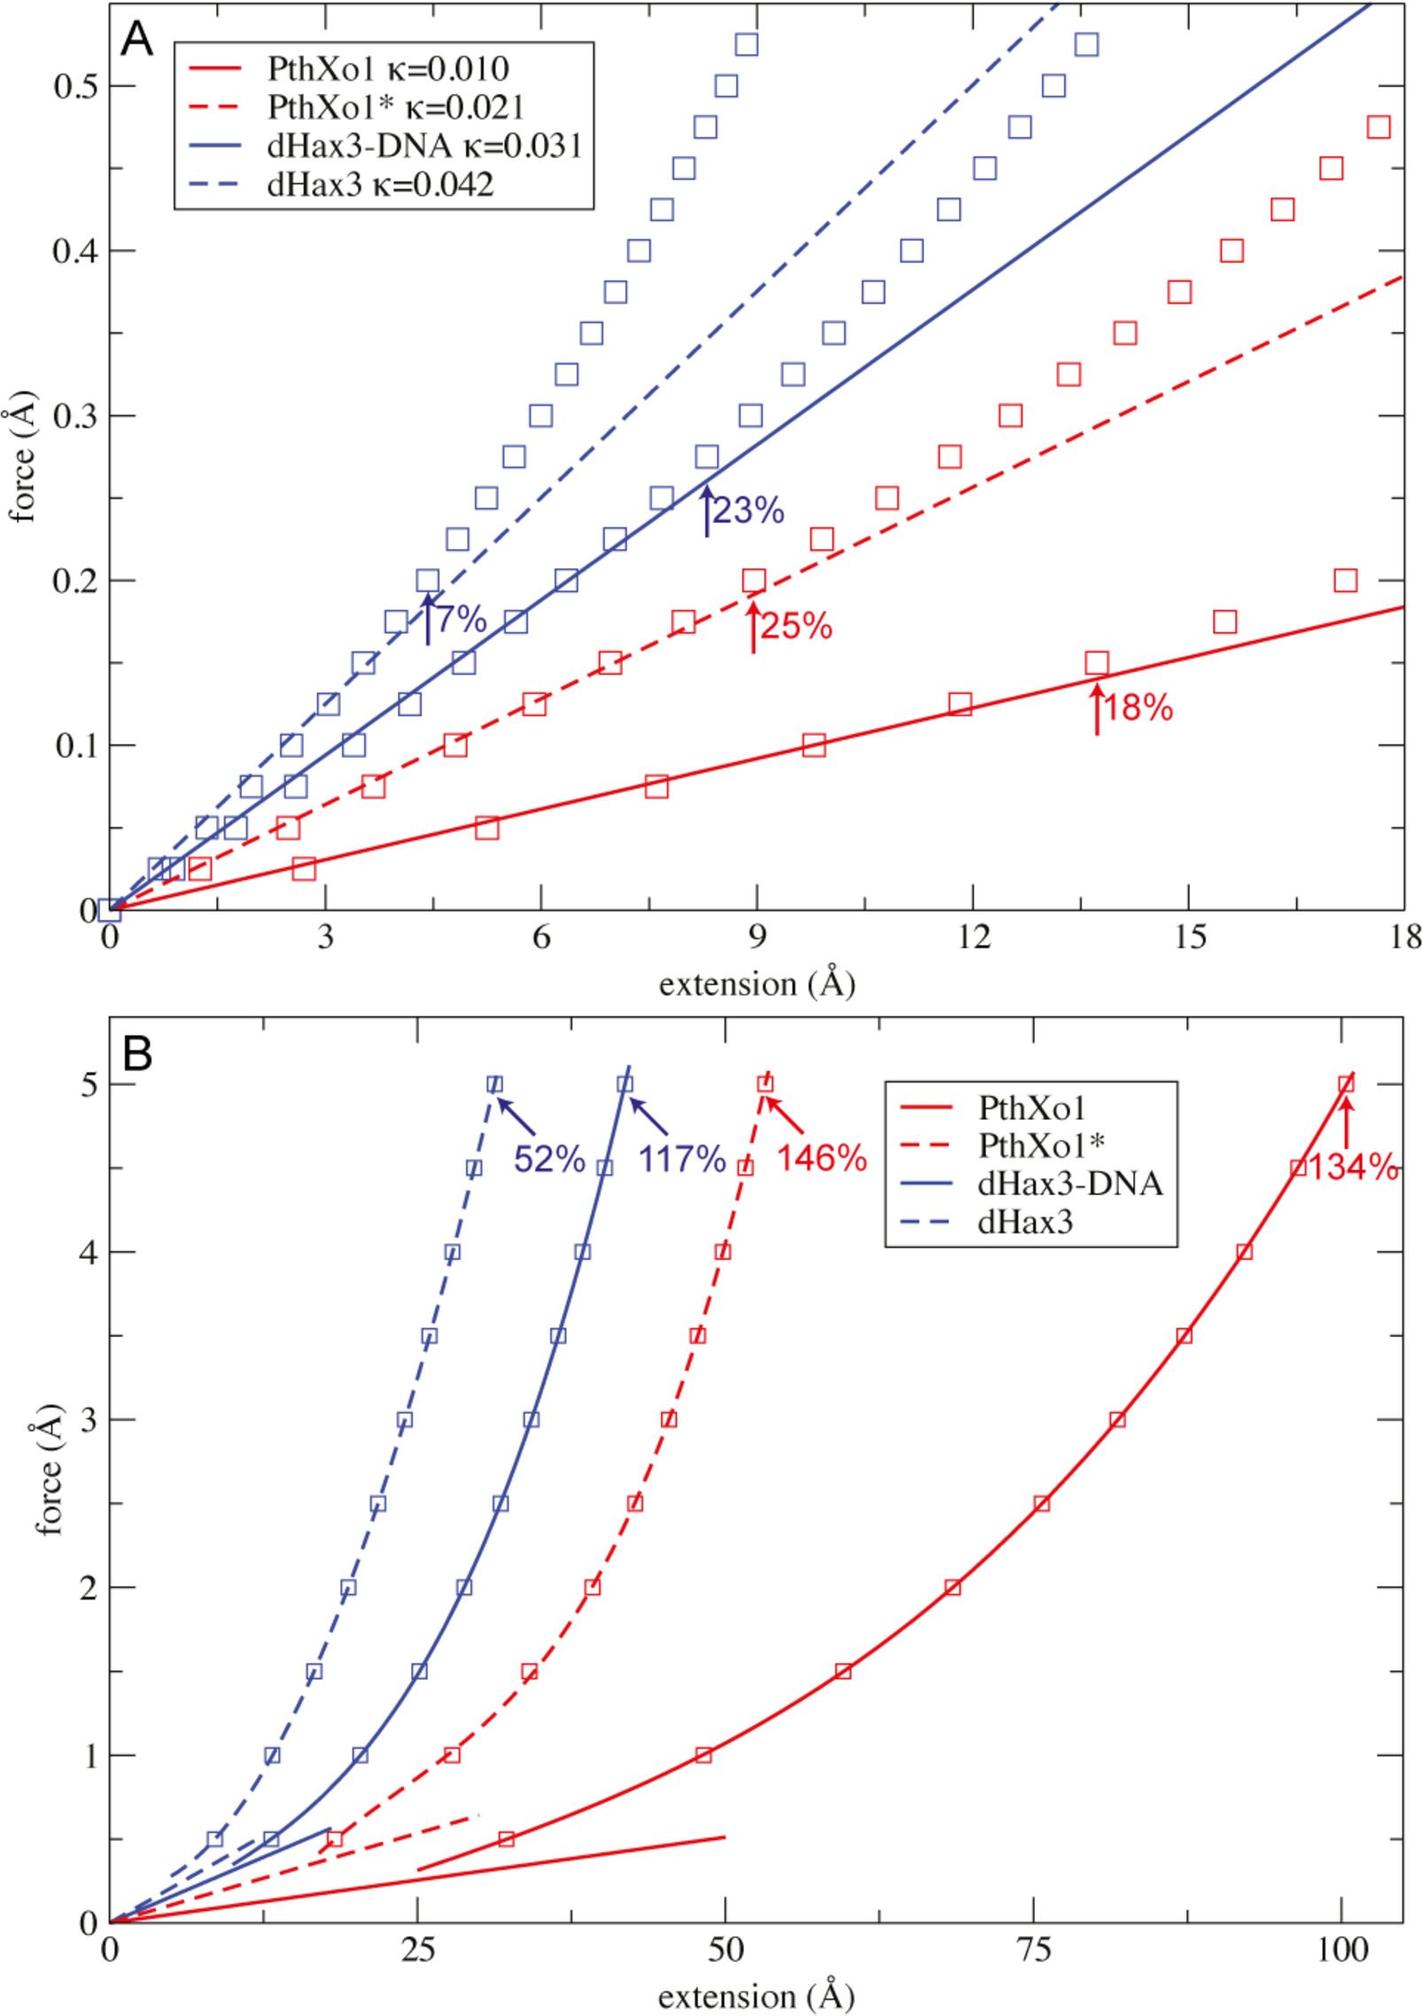 A
PthXo1 κ=0.010
PthXo1* κ=0.021
dHax3-DNA κ=0.031
dHax3 κ=0.042
0.5
0.4
0.3
0.2
0.1
0
force (Å)
23%
7%
25%
18%
0 3 6 9 12 15 18
extension (Å)
B
PthXo1
PthXo1*
dHax3-DNA
dHax3
52%
117%
146%
134%
5
4
3
2
1
0
force (Å)
0 25 50 75 100
extension (Å)